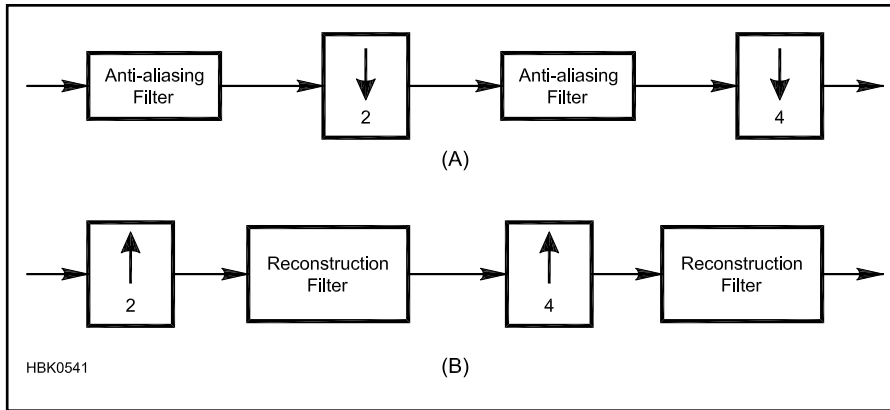 Anti-aliasing
Filter
2
Anti-aliasing
Filter
4
(A)
2
Reconstruction
Filter
4
Reconstruction
Filter
(B)
HBK0541